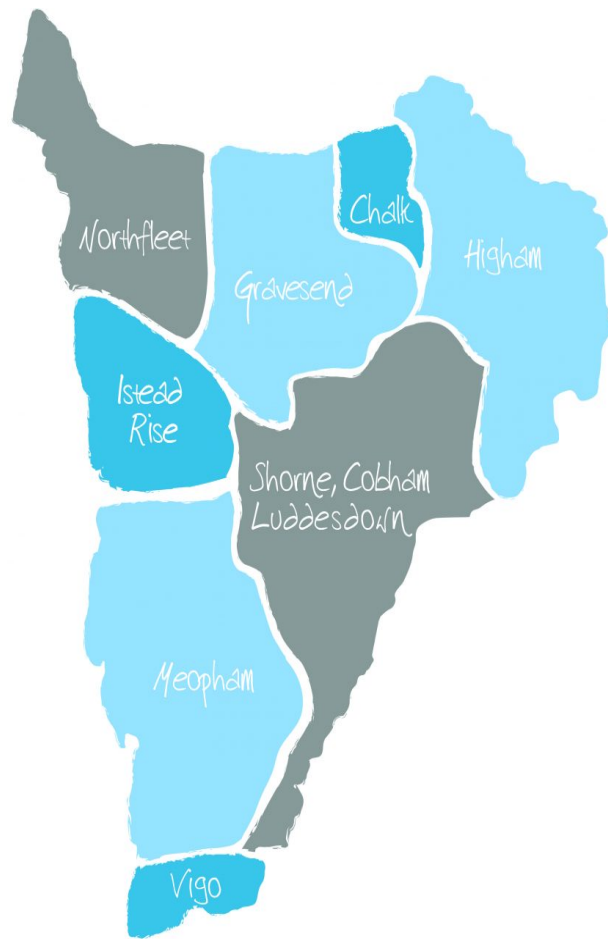 Northfleet
Gravesend
Chalk
Higham
Istead
Rise
Shorne, Cobham
Luddesdown
Meopham
Vigo